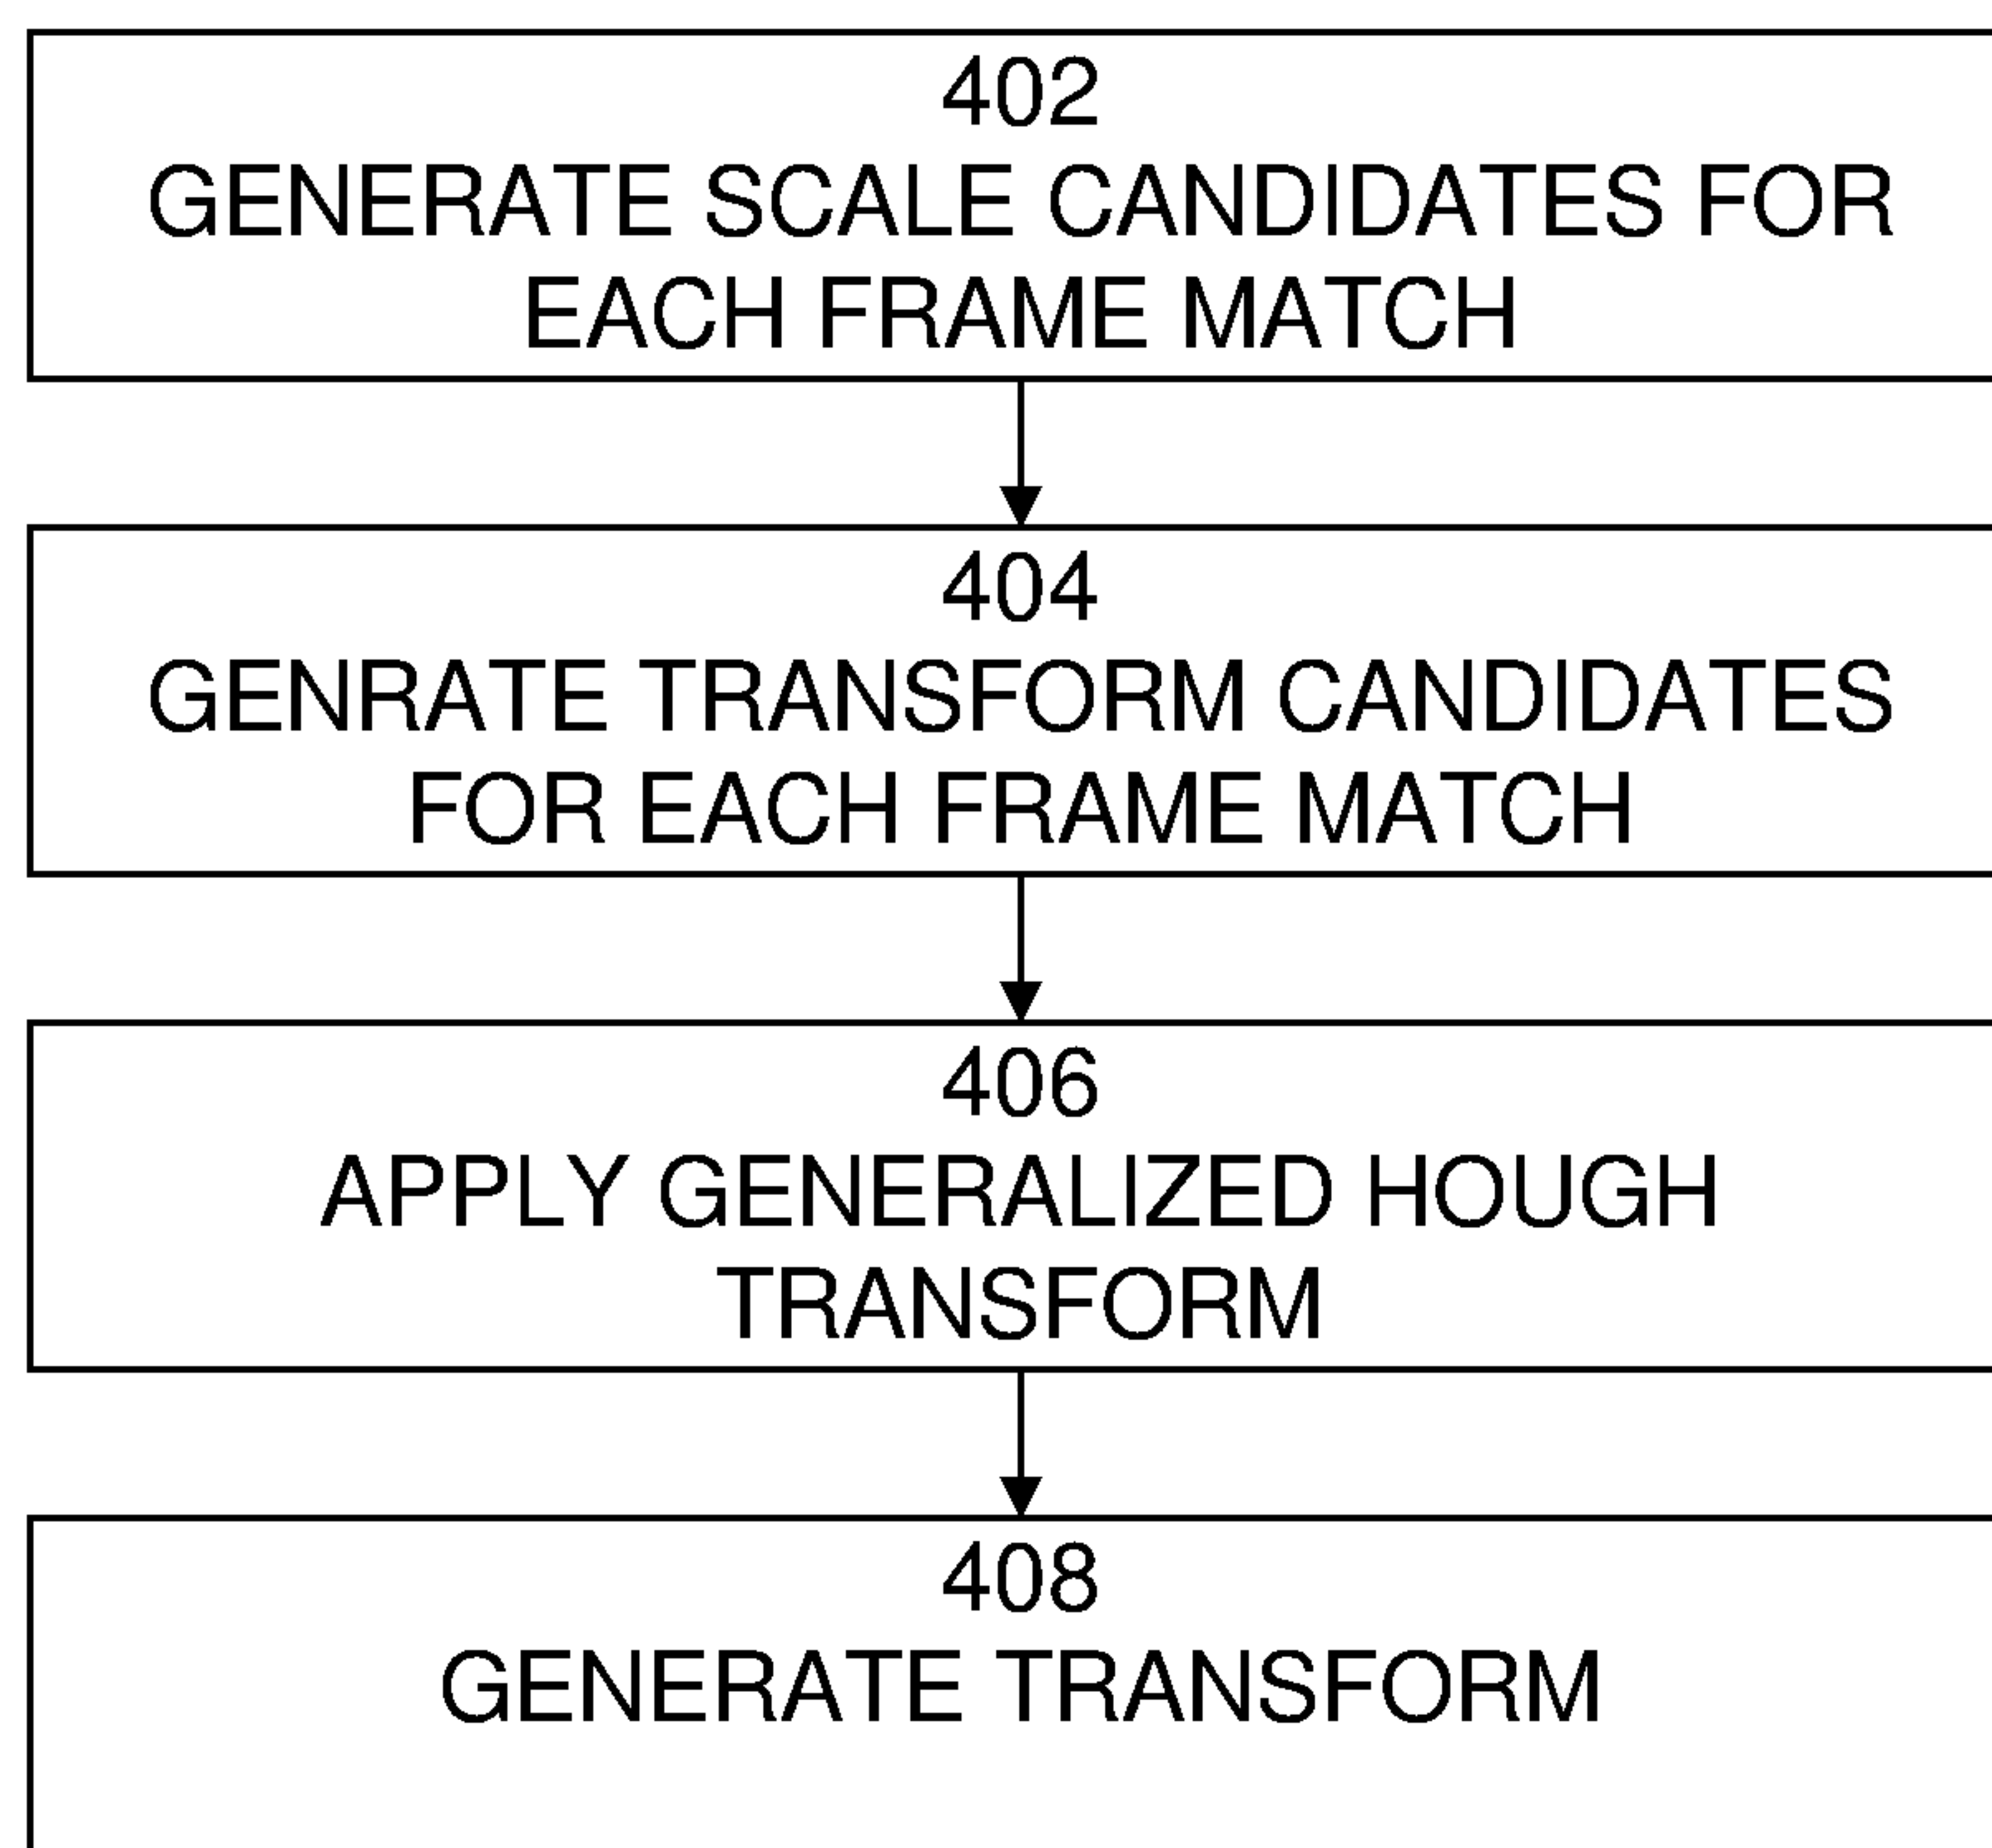 402
GENERATE SCALE CANDIDATES FOR
EACH FRAME MATCH
404
GENRATE TRANSFORM CANDIDATES
FOR EACH FRAME MATCH
406
APPLY GENERALIZED HOUGH
TRANSFORM
408
GENERATE TRANSFORM